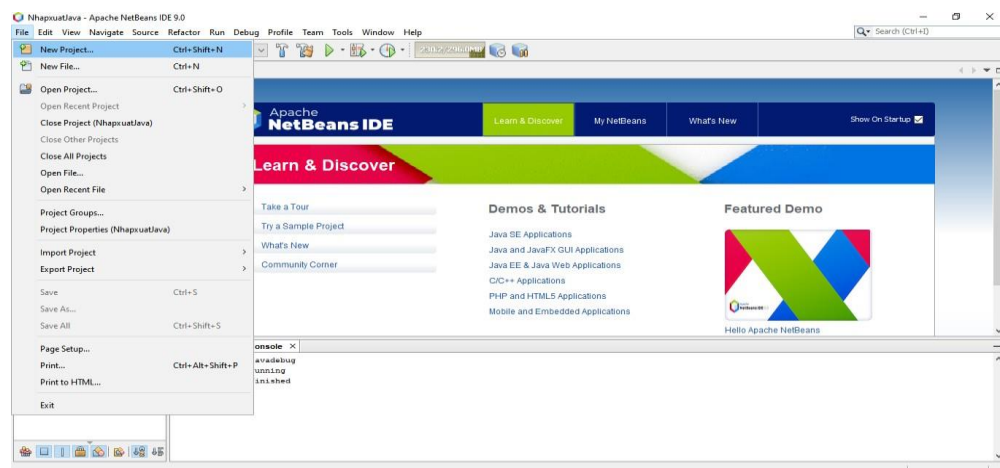 NhapxuatJava - Apache NetBeans IDE 9.0
File Edit View Navigate Source Refactor Run Debug Profile Team Tools Window Help
Search (Ctrl+I)
New Project... Ctrl+Shift+N
New File... Ctrl+N
Open Project... Ctrl+Shift+O
Open Recent Project
Close Project (NhapxuatJava)
Close Other Projects
Close All Projects
Open File...
Open Recent File
Project Groups...
Project Properties (NhapxuatJava)
Import Project
Export Project
Save Ctrl+S
Save As...
Save All Ctrl+Shift+S
Page Setup...
Print... Ctrl+Alt+Shift+P
Print to HTML...
Exit
Apache
NetBeans IDE
Learn & Discover
My NetBeans
What's New
Show On Startup
Learn & Discover
Take a Tour
Try a Sample Project
What's New
Community Corner
Demos & Tutorials
Java SE Applications
Java and JavaFX GUI Applications
Java EE & Java Web Applications
C/C++ Applications
PHP and HTML5 Applications
Mobile and Embedded Applications
Featured Demo
Hello Apache NetBeans
onsole
avadebug
unning
inished